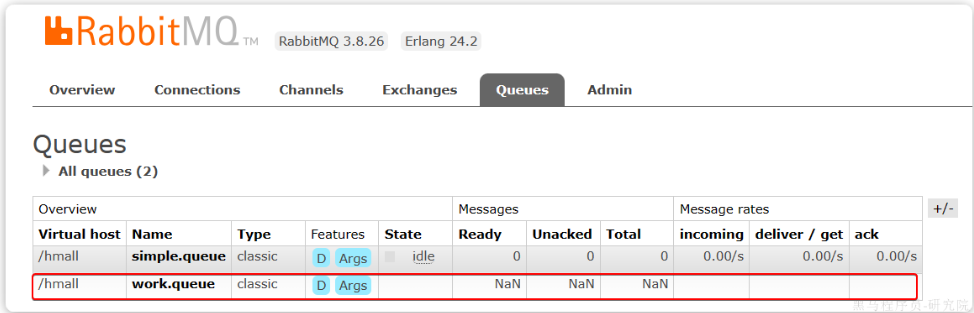 RabbitMQ TM RabbitMQ 3.8.26 Erlang 24.2
Overview Connections Channels Exchanges Queues Admin
Queues
All queues (2)
Overview Messages Message rates +/-
Virtual host Name Type Features State Ready Unacked Total incoming deliver / get ack
/hmall simple.queue classic D Args idle 0 0 0 0.00/s 0.00/s 0.00/s
/hmall work.queue classic D Args NaN NaN NaN
黑马程序员-研究院